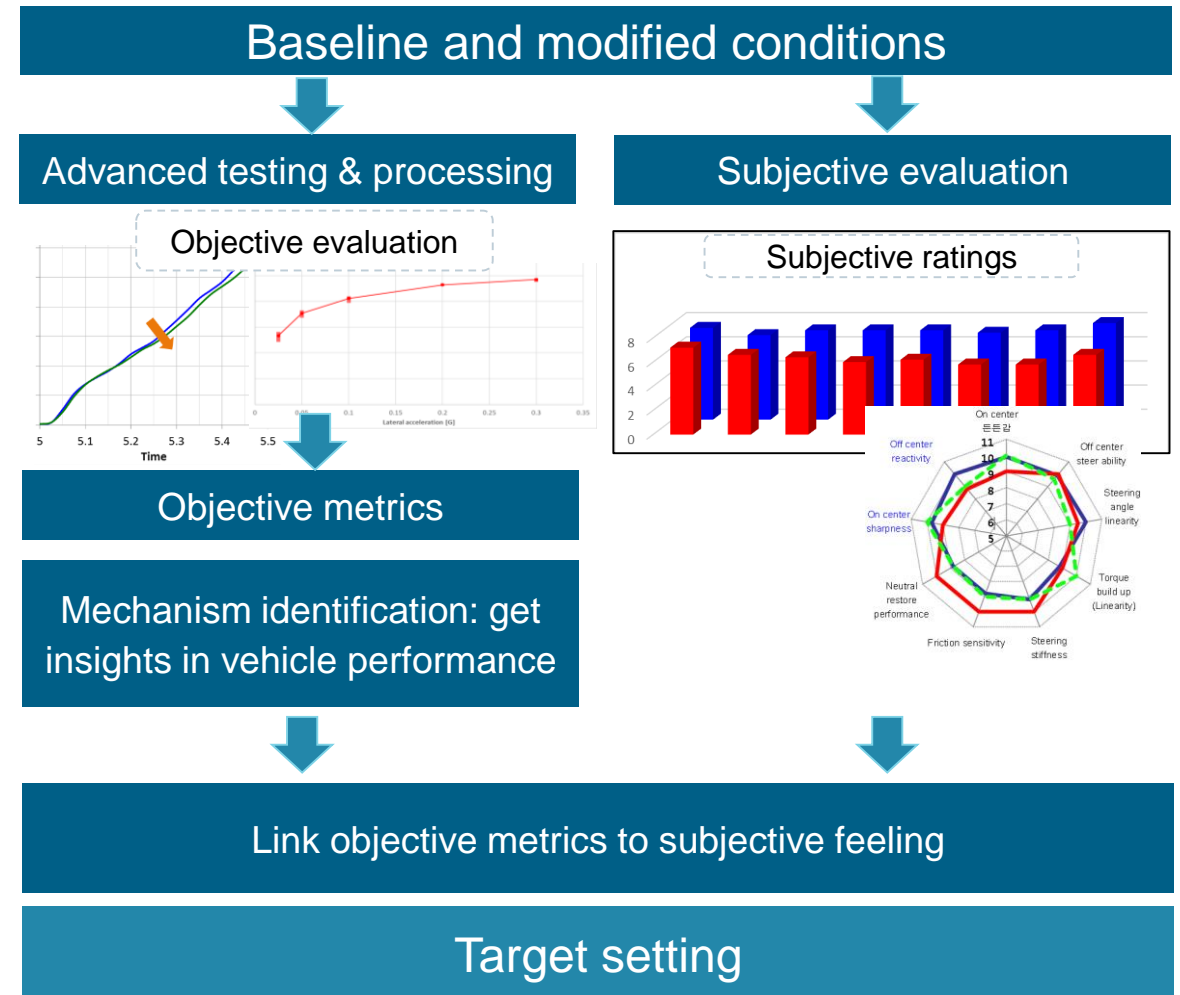 Baseline and modified conditions
Advanced testing & processing
Subjective evaluation
Objective evaluation
5
5.1
5.2
5.3
5.4
5.5
Time
0
0.05
0.1
0.15
0.2
0.25
0.3
0.35
Lateral acceleration [G]
Subjective ratings
8
6
4
2
0
On center
든든감
Off center
reactivity
Off center
steer ability
11
10
9
8
7
6
5
Steering
angle
linearity
On center
sharpness
Torque
build up
(Linearity)
Neutral
restore
performance
Friction sensitivity
Steering
stiffness
Objective metrics
Mechanism identification: get
insights in vehicle performance
Link objective metrics to subjective feeling
Target setting